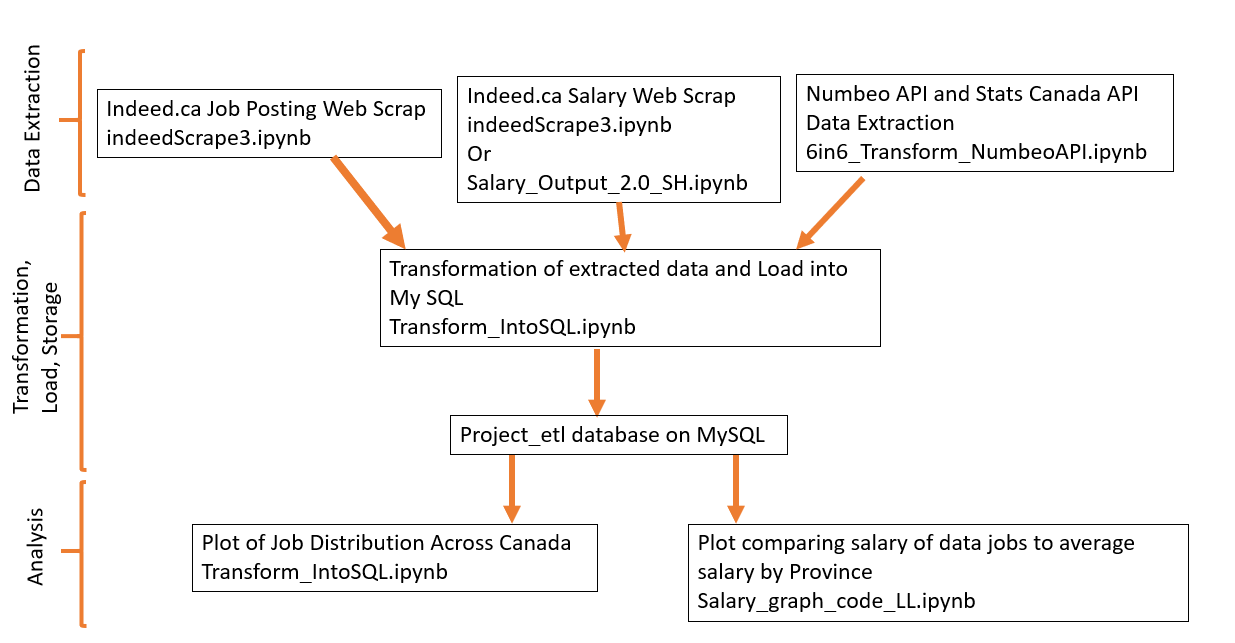 Data Extraction
Indeed.ca Job Posting Web Scrap
indeedScrape3.ipynb
Indeed.ca Salary Web Scrap
indeedScrape3.ipynb
Or
Salary_Output_2.0_SH.ipynb
Numbeo API and Stats Canada API
Data Extraction
6in6_Transform_NumbeoAPI.ipynb
Transformation,
Load, Storage
Transformation of extracted data and Load into
My SQL
Transform_IntoSQL.ipynb
Project_etl database on MySQL
Analysis
Plot of Job Distribution Across Canada
Transform_IntoSQL.ipynb
Plot comparing salary of data jobs to average
salary by Province
Salary_graph_code_LL.ipynb